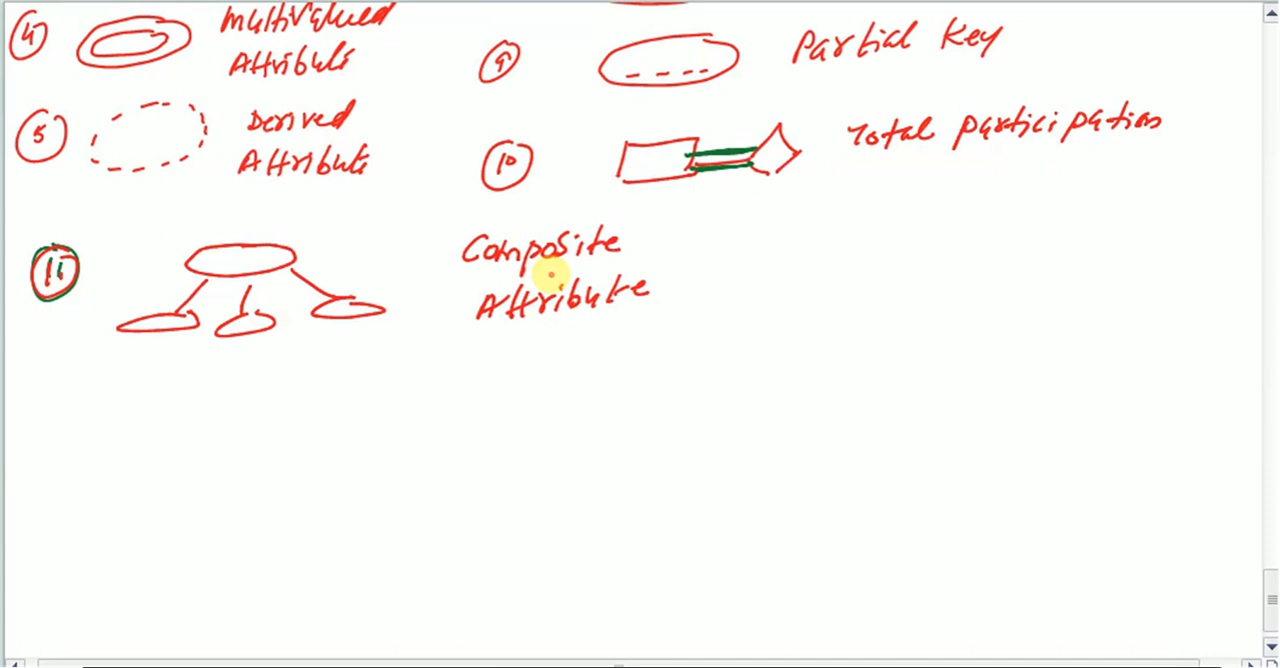 4 Multivalued
Attribute
9 Partial Key
5 Derived
Attribute
10 Total participation
11 Composite
Attribute